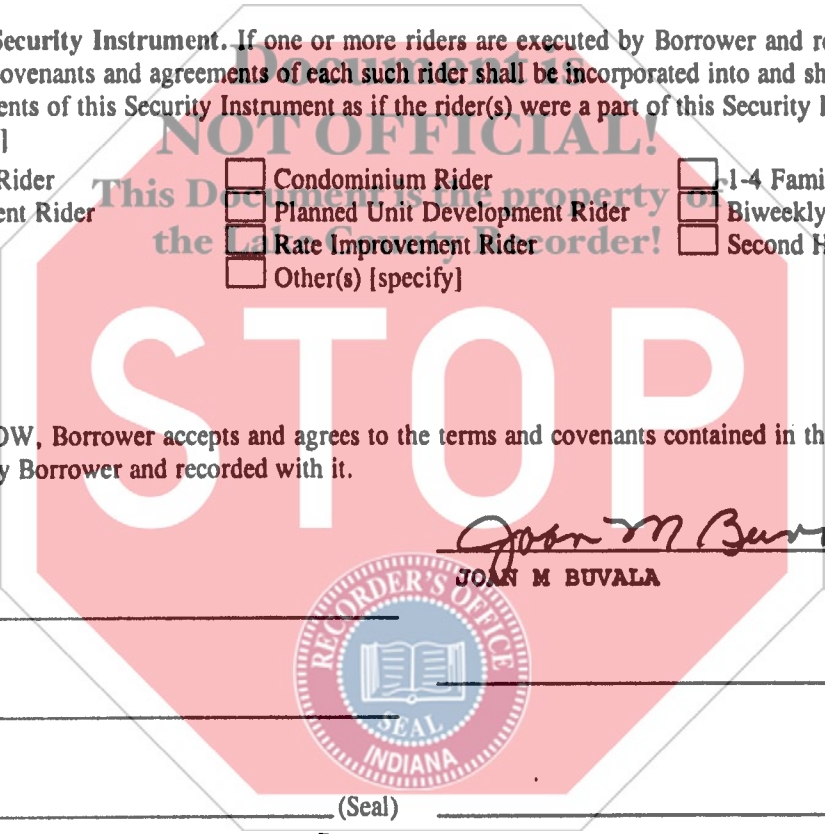 Security Instrument. If one or more riders are executed by Borrower and re
ovenants and agreements of each such rider shall be incorporated into and sh
ents of this Security Instrument as if the rider(s) were a part of this Security I
]
Rider Condominium Rider 1-4 Fami
ent Rider Planned Unit Development Rider Biweekly
Rate Improvement Rider Second H
Other(s) [specify]
Document is
NOT OFFICIAL!
This Document is the property of
the Lake County Recorder!
STOP
OW, Borrower accepts and agrees to the terms and covenants contained in th
y Borrower and recorded with it.
Joan M Buv
JOAN M BUVALA
RECORDER'S OFFICE
SEAL
INDIANA
(Seal)